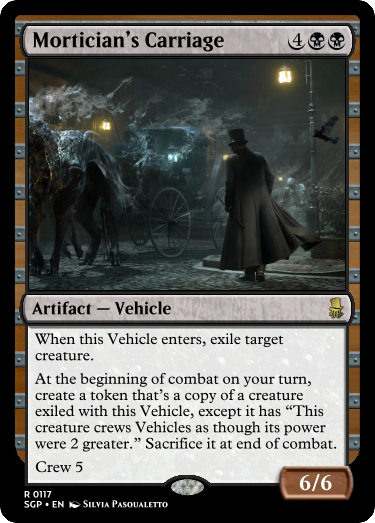 Mortician's Carriage 4
Artifact — Vehicle
When this Vehicle enters, exile target
creature.
At the beginning of combat on your turn,
create a token that's a copy of a creature
exiled with this Vehicle, except it has “This
creature crews Vehicles as though its power
were 2 greater.” Sacrifice it at end of combat.
Crew 5
6/6
R 0117
SGP • EN Silvia Pasqualetto